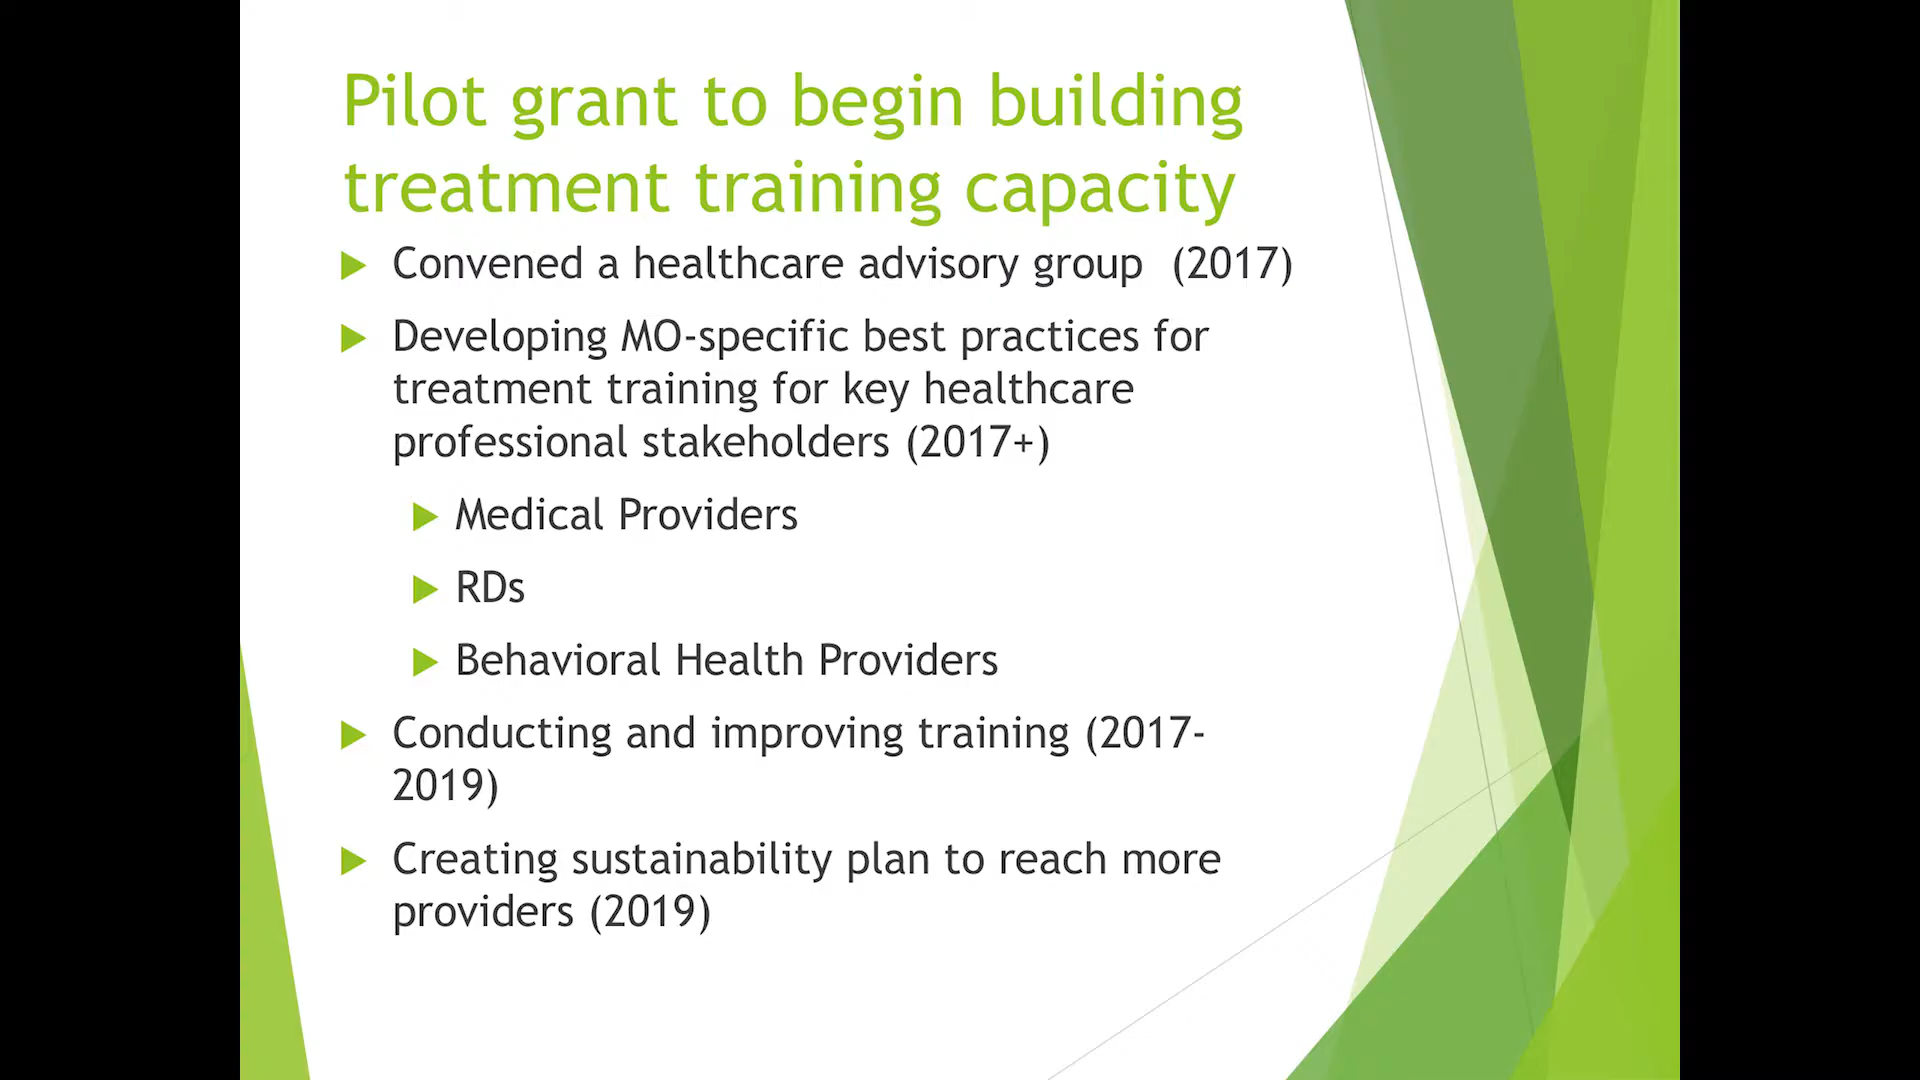 Pilot grant to begin building
treatment training capacity
Convened a healthcare advisory group (2017)
Developing MO-specific best practices for
treatment training for key healthcare
professional stakeholders (2017+)
Medical Providers
RDs
Behavioral Health Providers
Conducting and improving training (2017-
2019)
Creating sustainability plan to reach more
providers (2019)